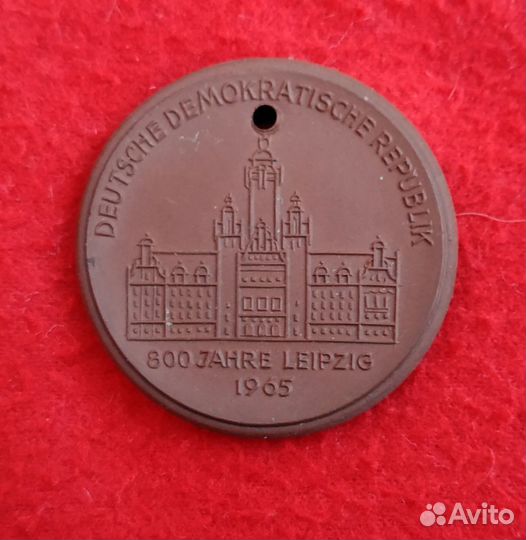 DEUTSCHE DEMOKRATISCHE REPUBLIK
800 JAHRE LEIPZIG
1965
Avito